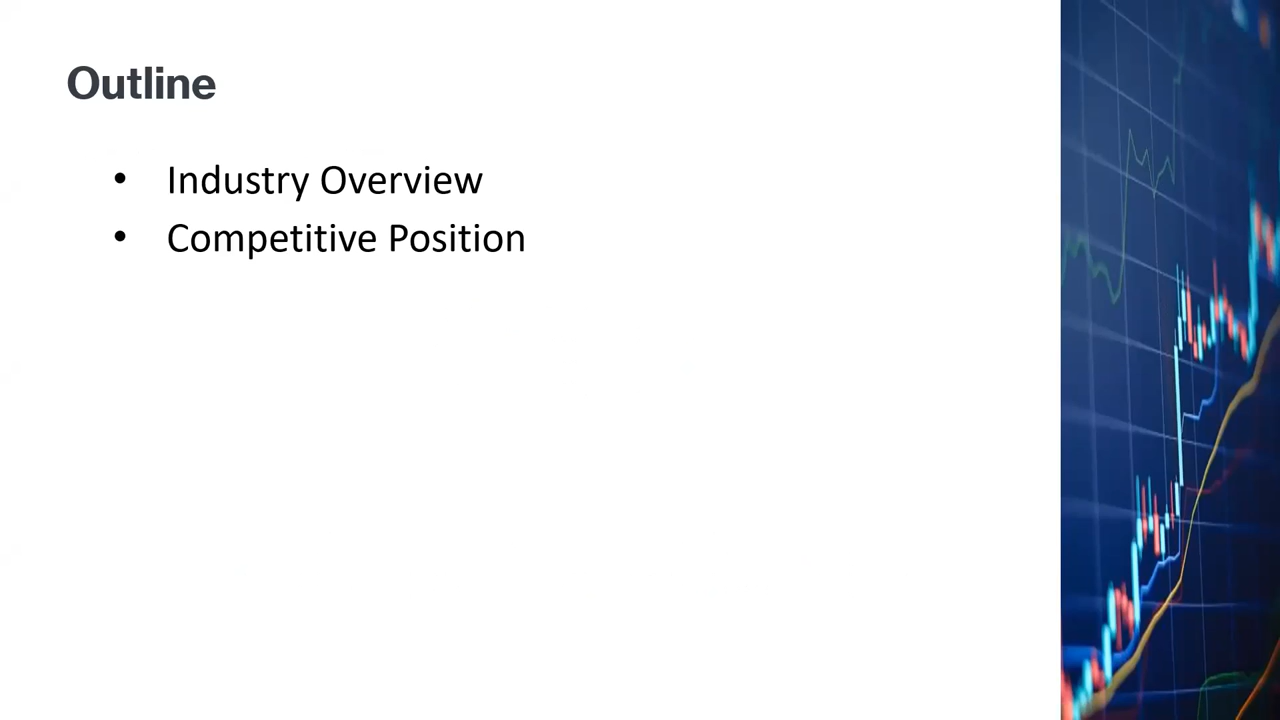 Outline
• Industry Overview
• Competitive Position